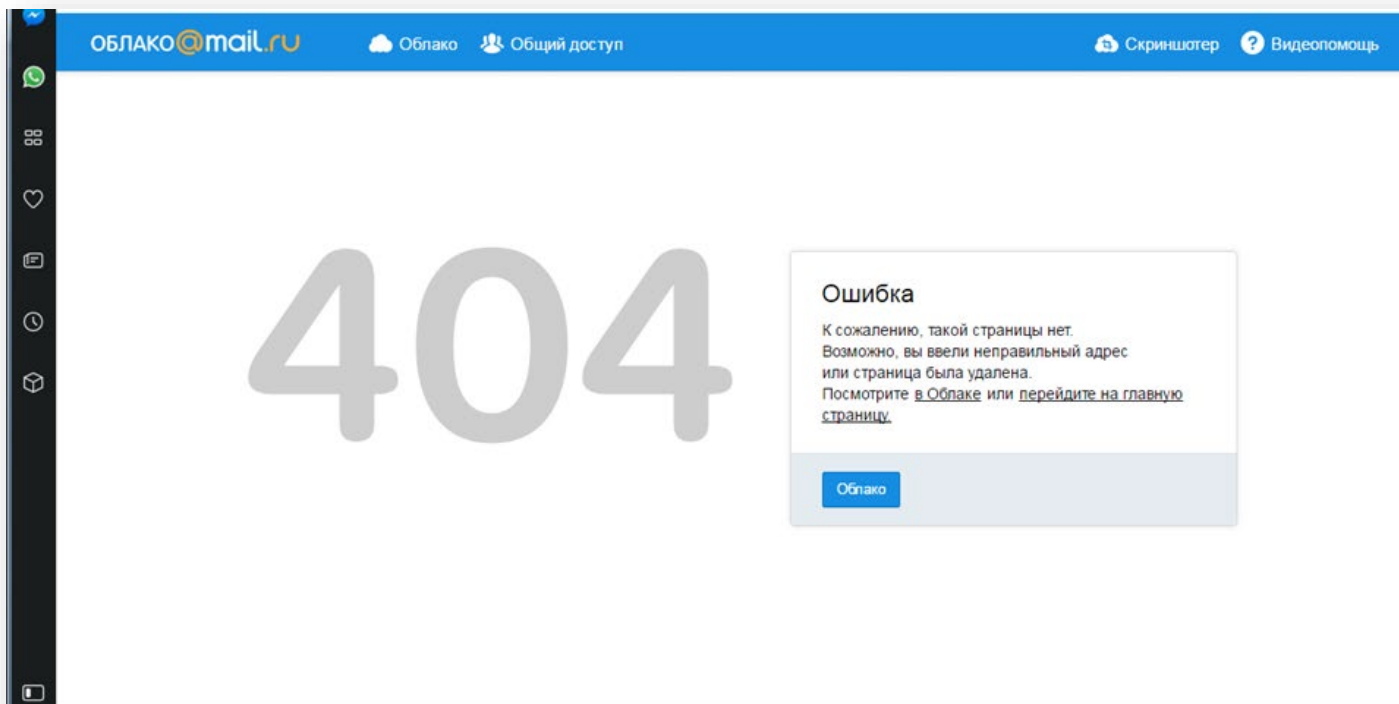 ОБЛАКО@mail.ru Облако Общий доступ Скриншотер ? Видеопомощь
404
Ошибка
К сожалению, такой страницы нет.
Возможно, вы ввели неправильный адрес
или страница была удалена.
Посмотрите в Облаке или перейдите на главную
страницу.
Облако